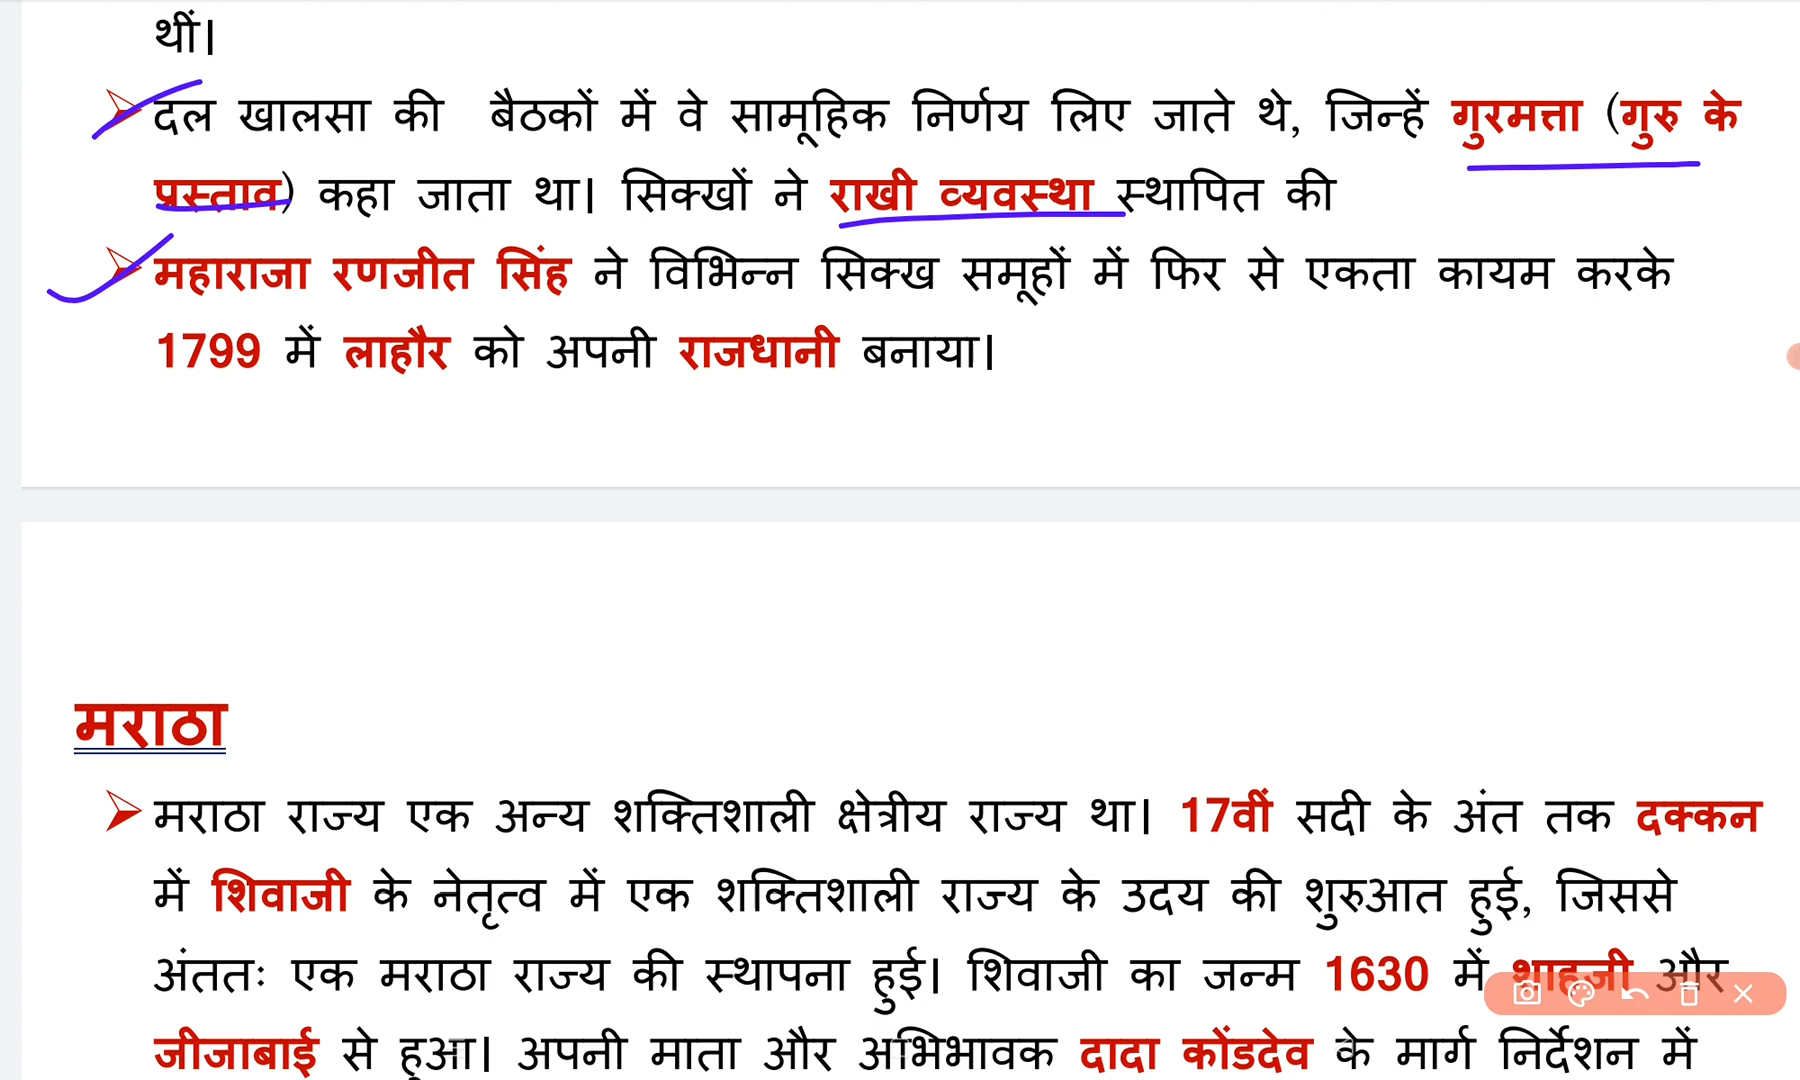 थीं।
दल खालसा की बैठकों में वे सामूहिक निर्णय लिए जाते थे, जिन्हें गुरमत्ता (गुरु के
प्रस्ताव) कहा जाता था। सिक्खों ने राखी व्यवस्था स्थापित की
महाराजा रणजीत सिंह ने विभिन्न सिक्ख समूहों में फिर से एकता कायम करके
1799 में लाहौर को अपनी राजधानी बनाया।
मराठा
मराठा राज्य एक अन्य शक्तिशाली क्षेत्रीय राज्य था। 17वीं सदी के अंत तक दक्कन
में शिवाजी के नेतृत्व में एक शक्तिशाली राज्य के उदय की शुरुआत हुई, जिससे
अंततः एक मराठा राज्य की स्थापना हुई। शिवाजी का जन्म 1630 में शाहजी और
जीजाबाई से हुआ। अपनी माता और अभिभावक दादा कोंडदेव के मार्ग निर्देशन में